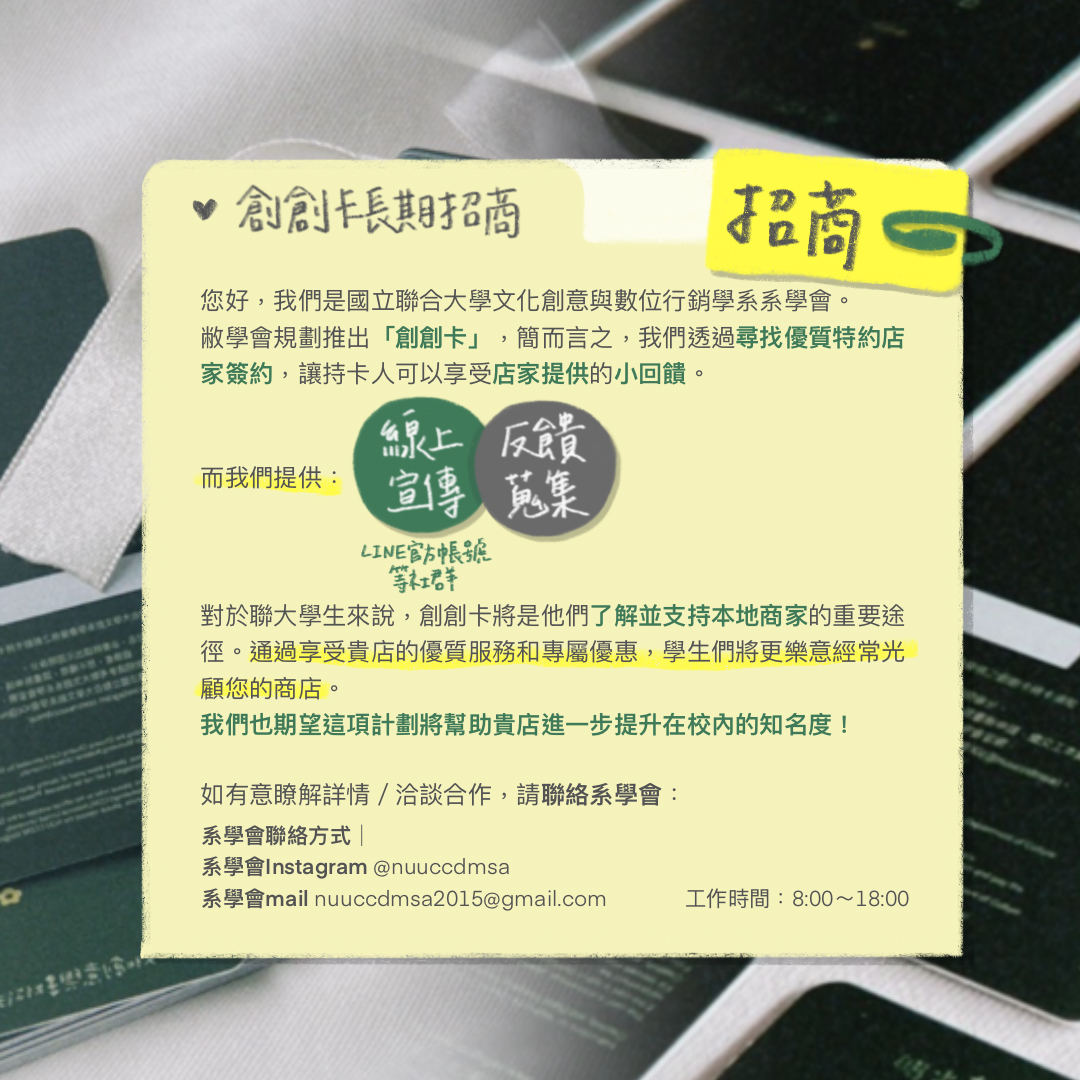 創創卡長期招商
招商
您好，我們是國立聯合大學文化創意與數位行銷學系系學會。
敝學會規劃推出「創創卡」，簡而言之，我們透過尋找優質特約店
家簽約，讓持卡人可以享受店家提供的小回饋。
而我們提供：
線上
宣傳
反饋
蒐集
LINE官方帳號
等社群
對於聯大學生來說，創創卡將是他們了解並支持本地商家的重要途
徑。通過享受貴店的優質服務和專屬優惠，學生們將更樂意經常光
顧您的商店。
我們也期望這項計劃將幫助貴店進一步提升在校內的知名度！
如有意瞭解詳情 / 洽談合作，請聯絡系學會：
系學會聯絡方式｜
系學會Instagram @nuuccdmsa
系學會mail nuuccdmsa2015@gmail.com
工作時間：8:00～18:00